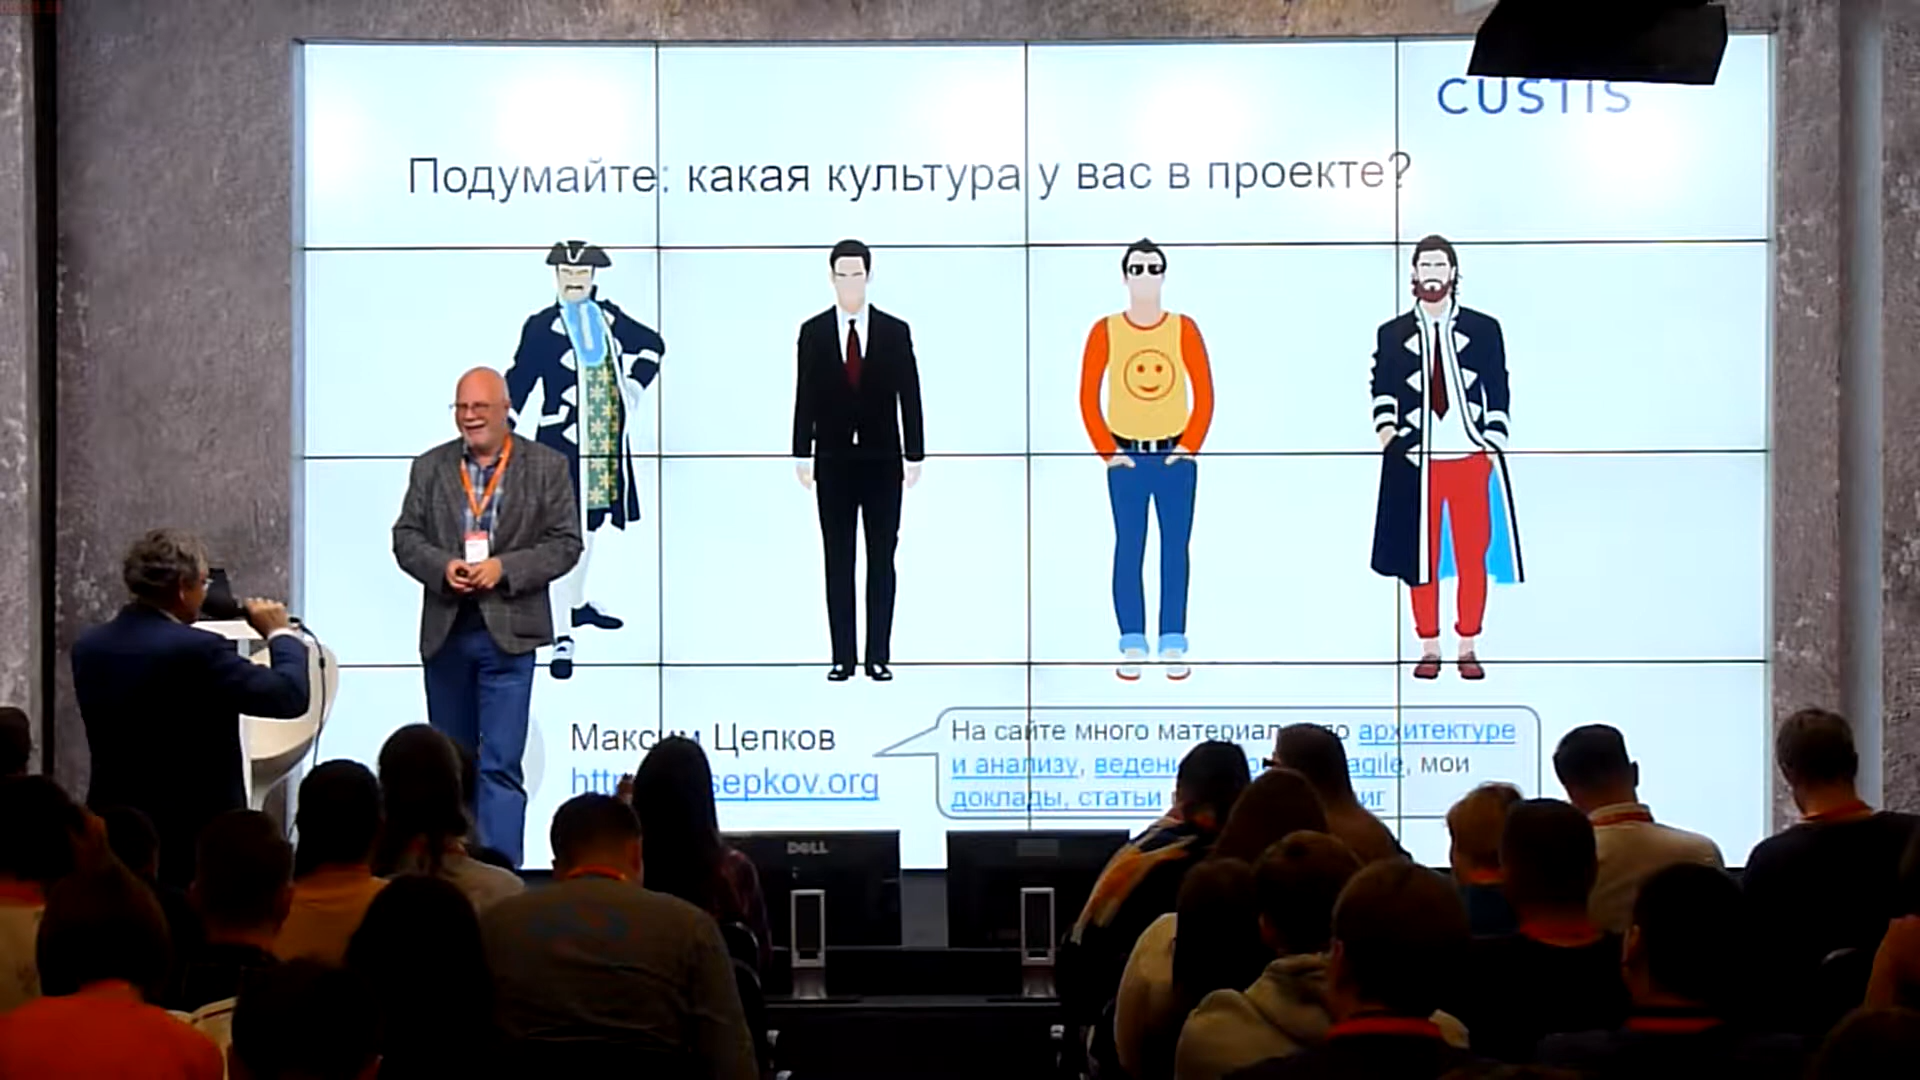 CUSTIS
Подумайте: какая культура у вас в проекте?
Максим Цепков
На сайте много по архитектуре
и анализу, agile, мои
доклады, статьи
DELL